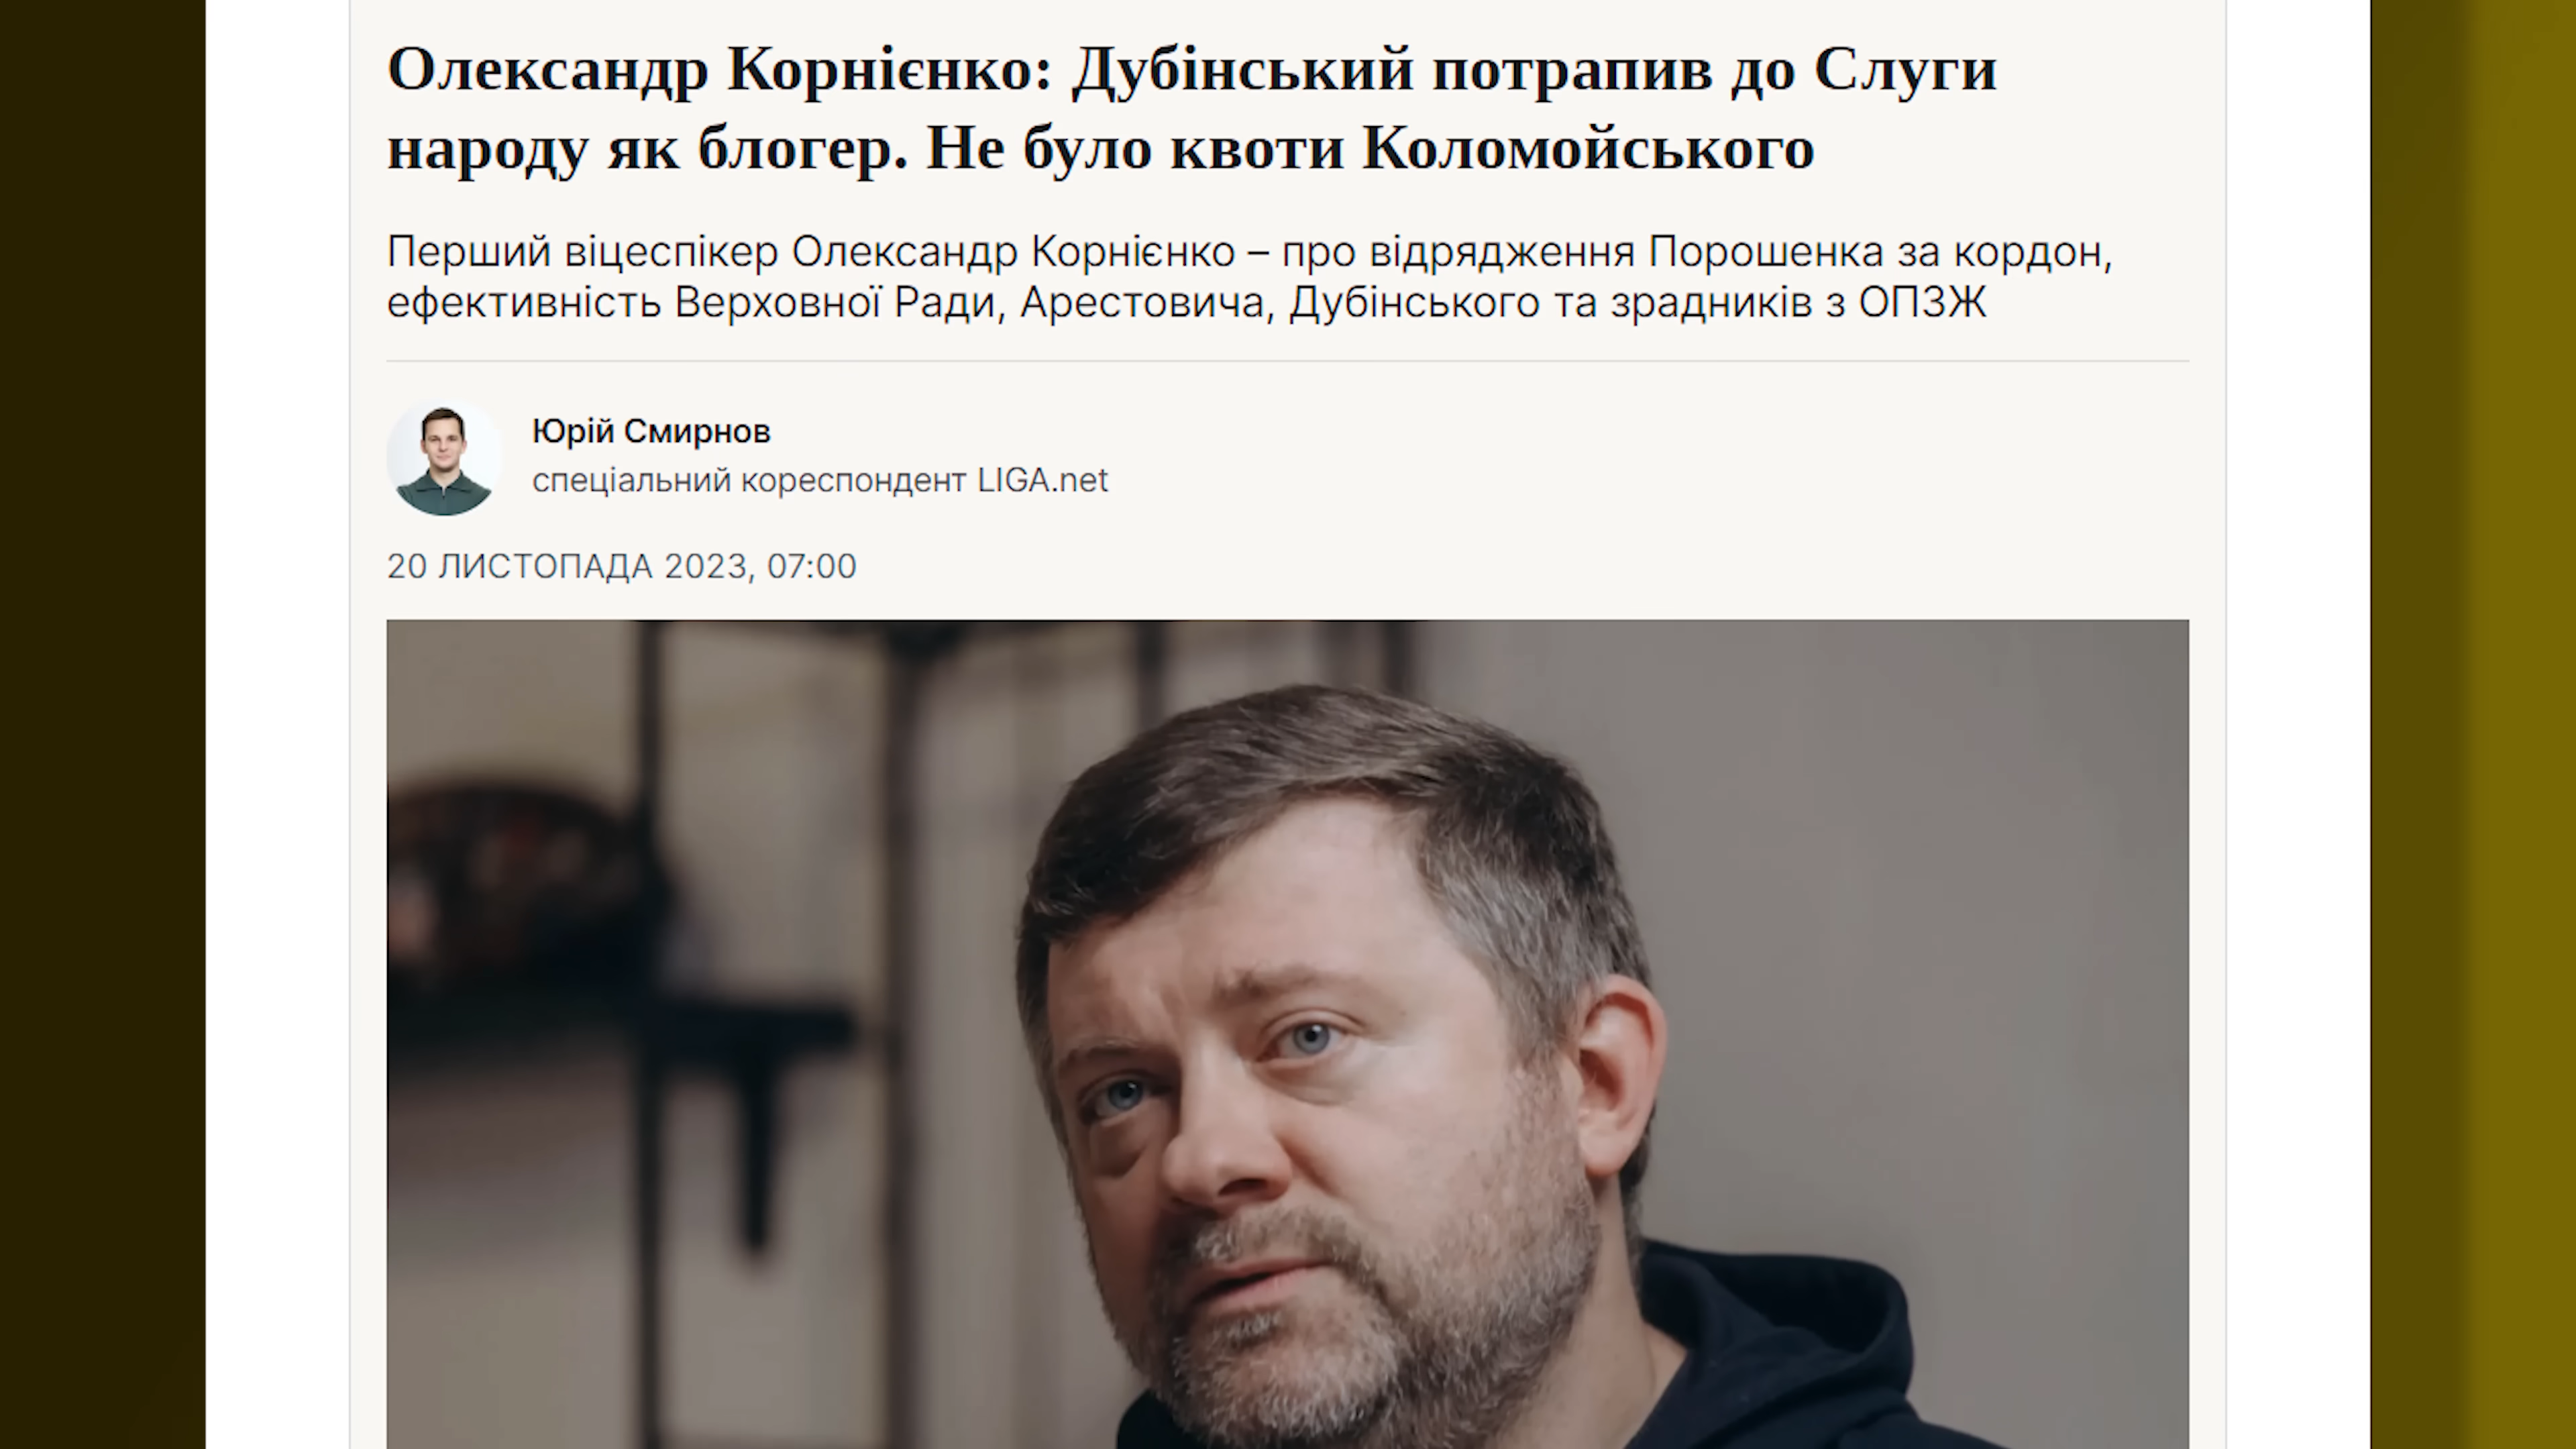 Олександр Корнієнко: Дубінський потрапив до Слуги
народу як блогер. Не було квоти Коломойського
Перший віцеспікер Олександр Корнієнко – про відрядження Порошенка за кордон,
ефективність Верховної Ради, Арестовича, Дубінського та зрадників з ОПЗЖ
Юрій Смирнов
спеціальний кореспондент LIGA.net
20 ЛИСТОПАДА 2023, 07:00